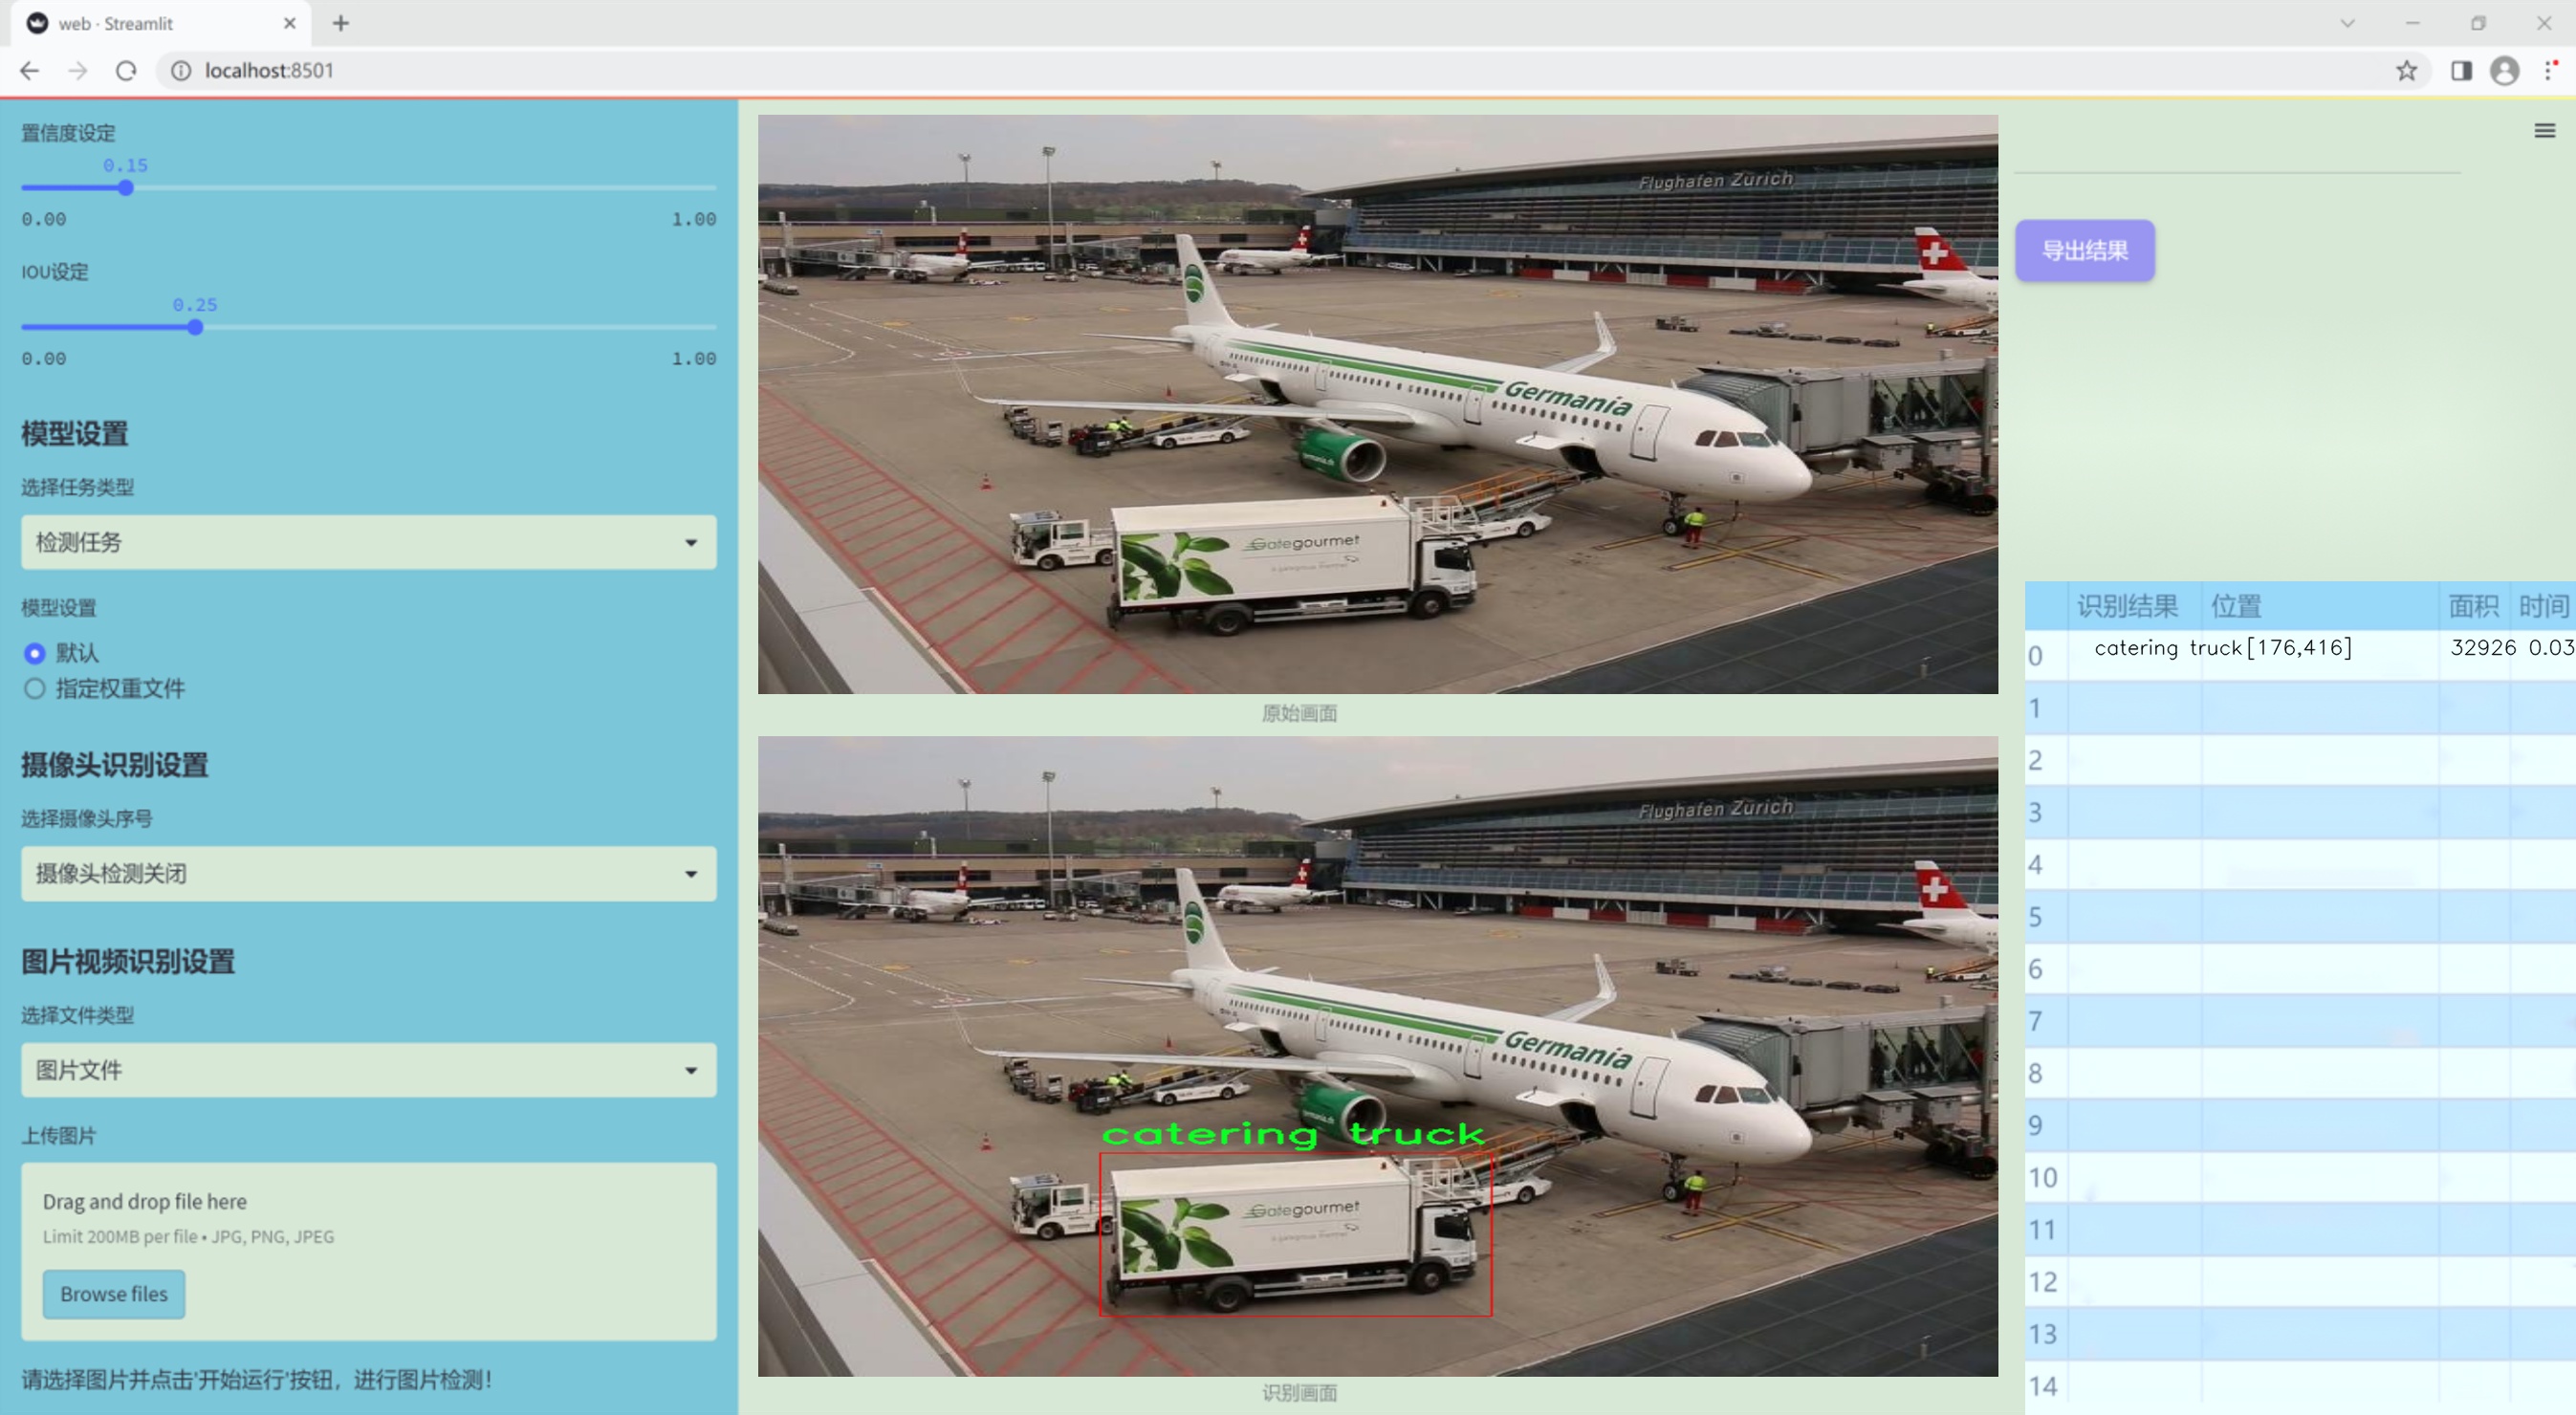 web · Streamlit
localhost:8501
置信度设定
0.15
0.00 1.00
IOU设定
0.25
0.00 1.00
模型设置
选择任务类型
检测任务
模型设置
默认
指定权重文件
摄像头识别设置
选择摄像头序号
摄像头检测关闭
图片视频识别设置
选择文件类型
图片文件
上传图片
Drag and drop file here
Limit 200MB per file • JPG, PNG, JPEG
Browse files
请选择图片并点击'开始运行'按钮，进行图片检测！
Flughafen Zürich
Germania
Gategourmet
原始画面
Flughafen Zürich
Germania
catering truck
Gategourmet
识别画面
导出结果
识别结果 位置 面积 时间
0 catering truck [176,416] 32926 0.03
1
2
3
4
5
6
7
8
9
10
11
12
13
14